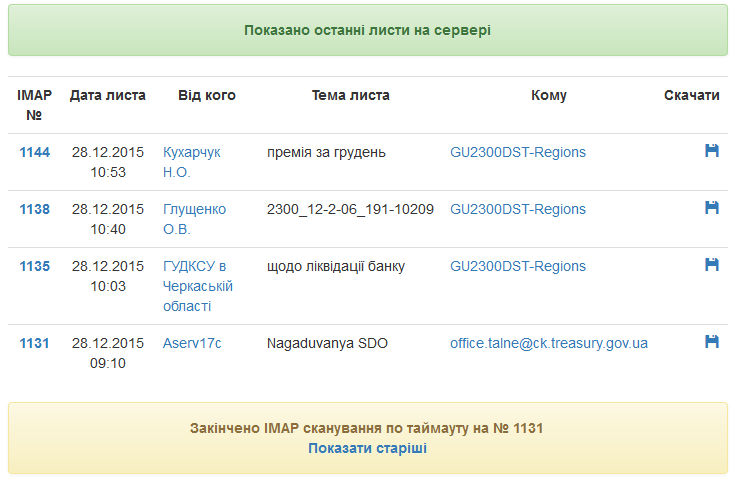 Показано останні листи на сервері
IMAP № Дата листа Від кого Тема листа Кому Скачати
1144 28.12.2015 10:53 Кухарчук Н.О. премія за грудень GU2300DST-Regions
1138 28.12.2015 10:40 Глущенко О.В. 2300_12-2-06_191-10209 GU2300DST-Regions
1135 28.12.2015 10:03 ГУДКСУ в Черкаській області щодо ліквідації банку GU2300DST-Regions
1131 28.12.2015 09:10 Aserv17c Nagaduvanya SDO office.talne@ck.treasury.gov.ua
Закінчено IMAP сканування по таймауту на № 1131
Показати старіші